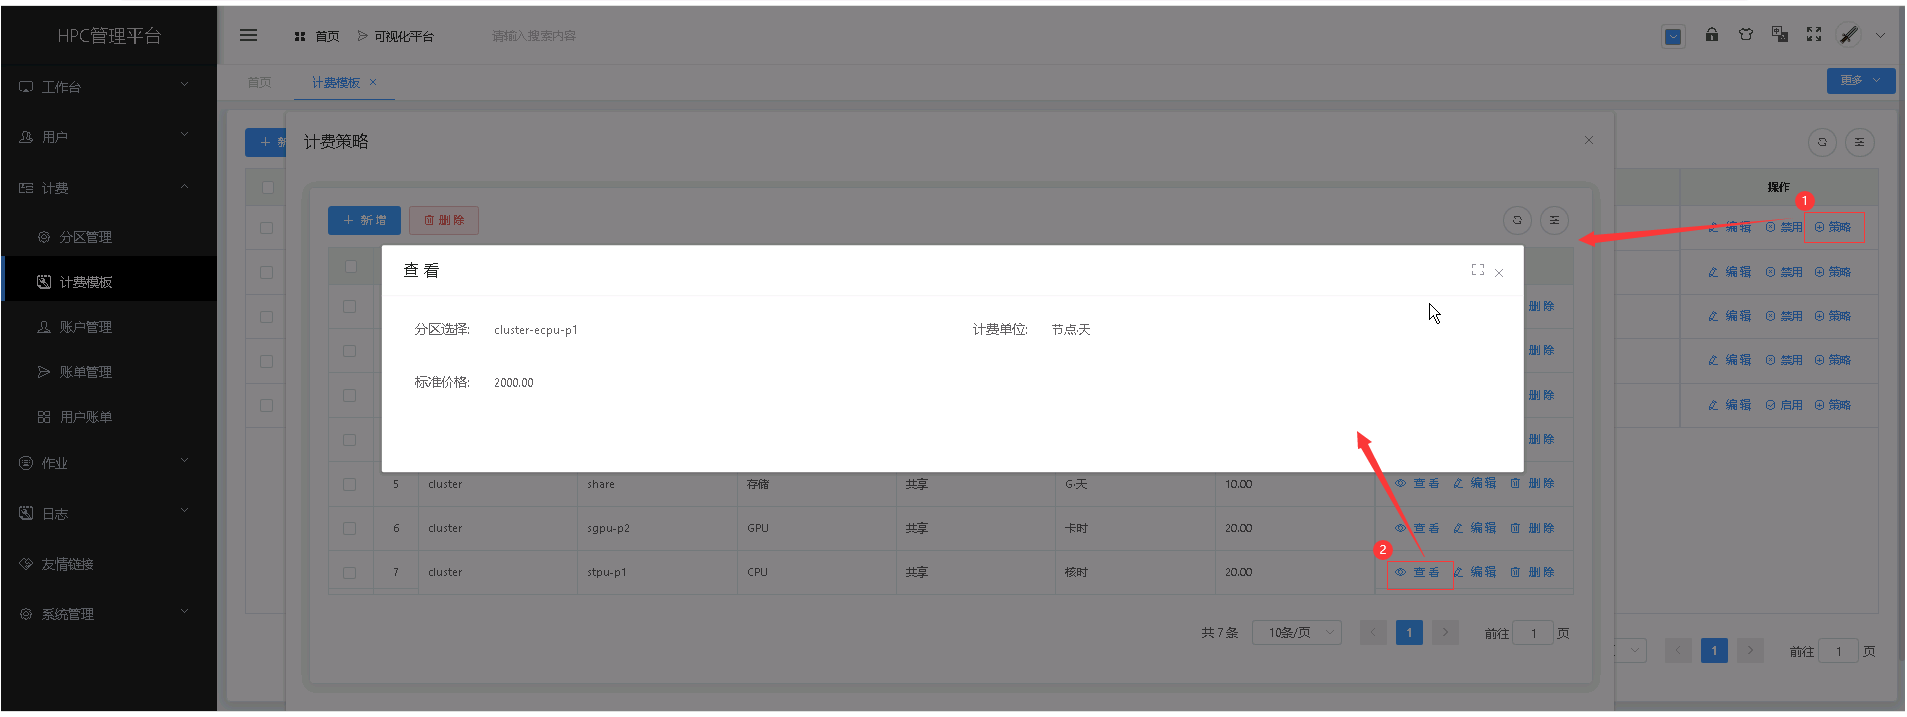 HPC管理平台
首页 可视化平台 请输入搜索内容
首页 计费模板 × 更多
工作台
用户
计费
分区管理
计费模板
账户管理
账单管理
用户账单
作业
日志
友情链接
系统管理
计费策略
+ 新增 删除
操作
1
编辑 禁用 策略
编辑 禁用 策略
编辑 禁用 策略
编辑 禁用 策略
编辑 启用 策略
查看
分区选择: cluster-ecpu-p1 计费单位: 节点·天
标准价格: 2000.00
删除
删除
删除
删除
5 cluster share 存储 共享 G·天 10.00 查看 编辑 删除
6 cluster sgpu-p2 GPU 共享 卡时 20.00 查看 编辑 删除
2
7 cluster stpu-p1 CPU 共享 核时 20.00 查看 编辑 删除
共 7 条 10条/页 1 前往 1 页
1 前往 1 页